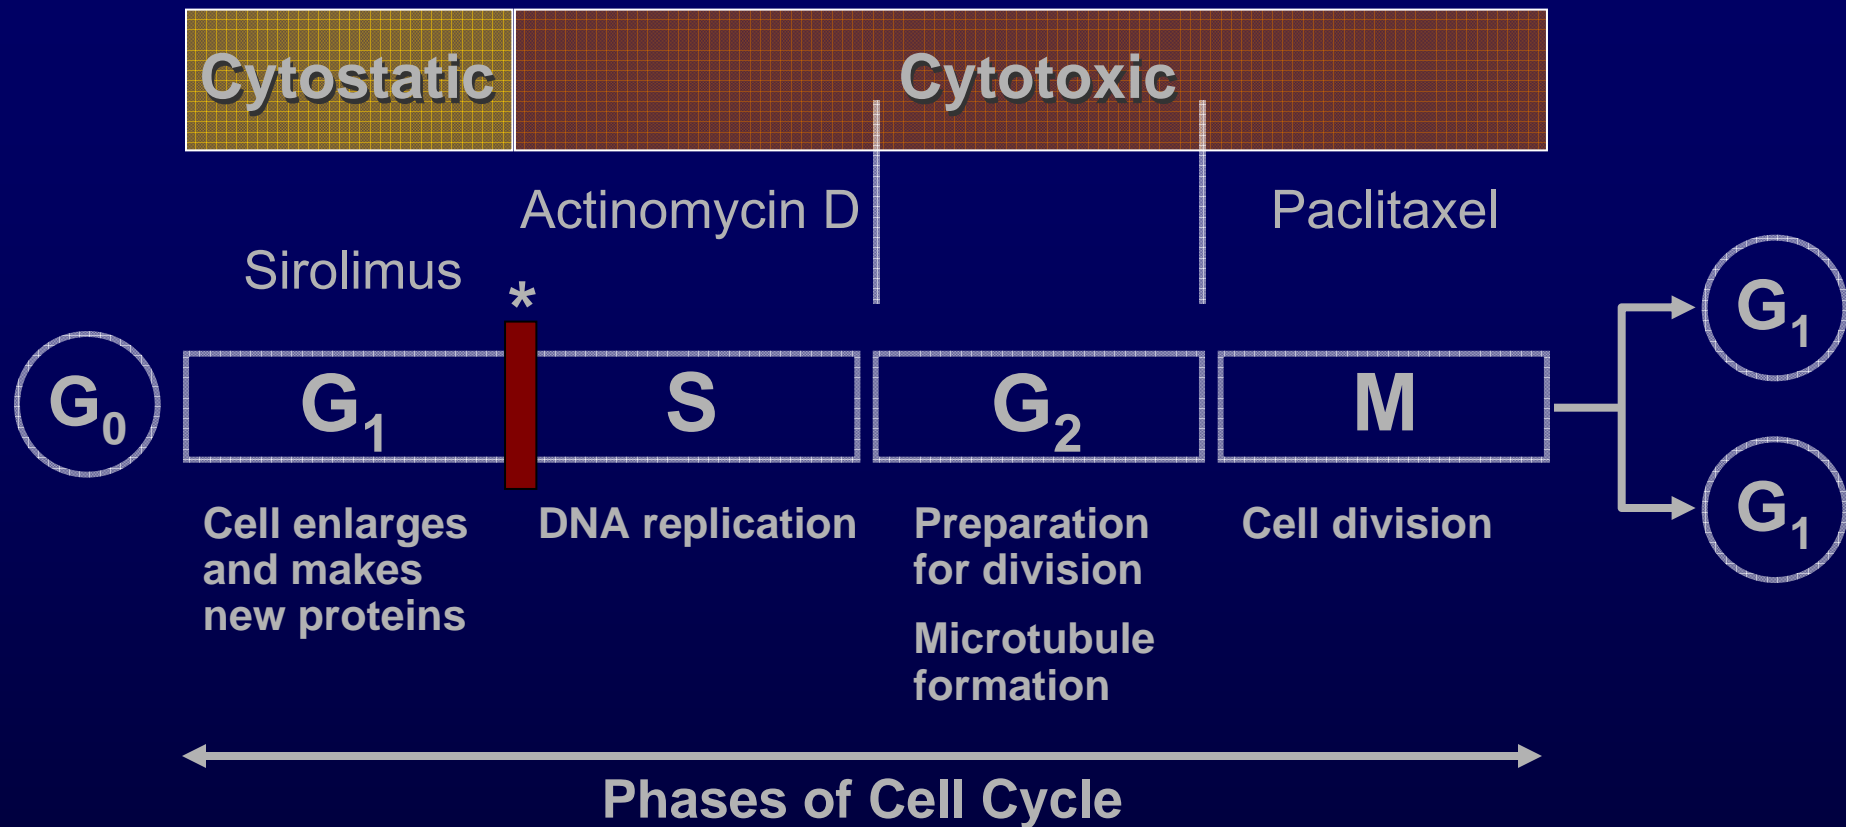 Cytostatic
Cytotoxic
Actinomycin D
Paclitaxel
Sirolimus
*
G0
G1
S
G2
M
G1
G1
Cell enlarges
and makes
new proteins
DNA replication
Preparation
for division
Microtubule
formation
Cell division
Phases of Cell Cycle